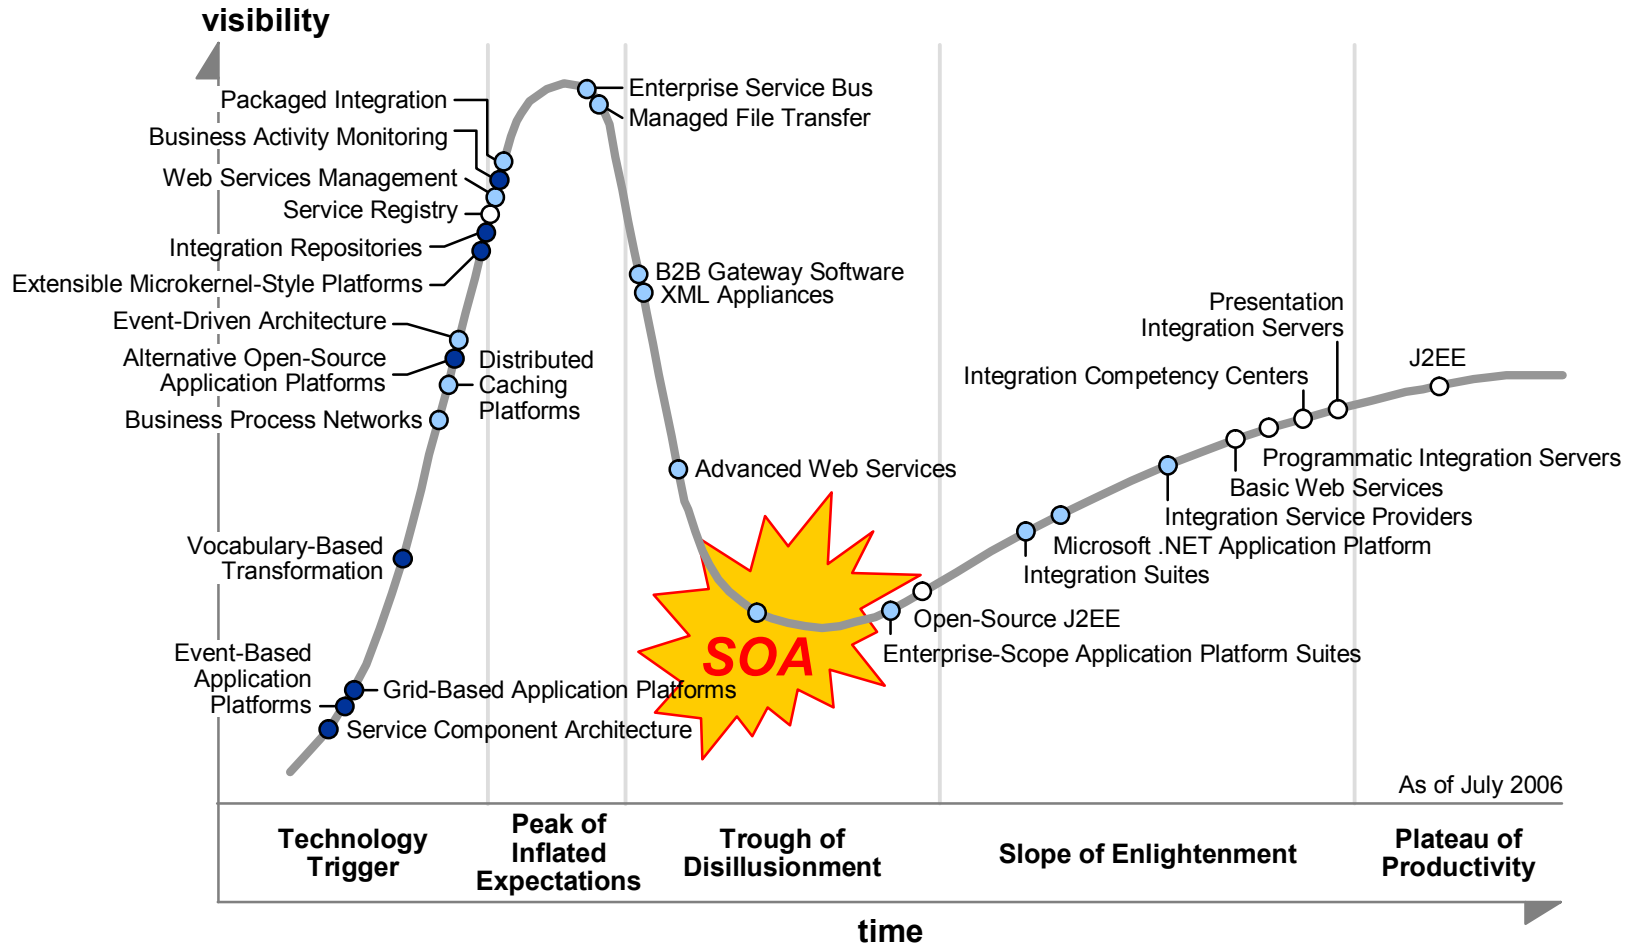 visibility
Packaged Integration
Business Activity Monitoring
Web Services Management
Service Registry
Integration Repositories
Extensible Microkernel-Style Platforms
Event-Driven Architecture
Alternative Open-Source
Application Platforms
Distributed
Caching
Platforms
Business Process Networks
Vocabulary-Based
Transformation
Event-Based
Application
Platforms
Grid-Based Application Platforms
Service Component Architecture
Enterprise Service Bus
Managed File Transfer
B2B Gateway Software
XML Appliances
Advanced Web Services
SOA
Presentation
Integration Servers
J2EE
Integration Competency Centers
Programmatic Integration Servers
Basic Web Services
Integration Service Providers
Microsoft .NET Application Platform
Integration Suites
Open-Source J2EE
Enterprise-Scope Application Platform Suites
As of July 2006
Technology
Trigger
Peak of
Inflated
Expectations
Trough of
Disillusionment
Slope of Enlightenment
Plateau of
Productivity
time